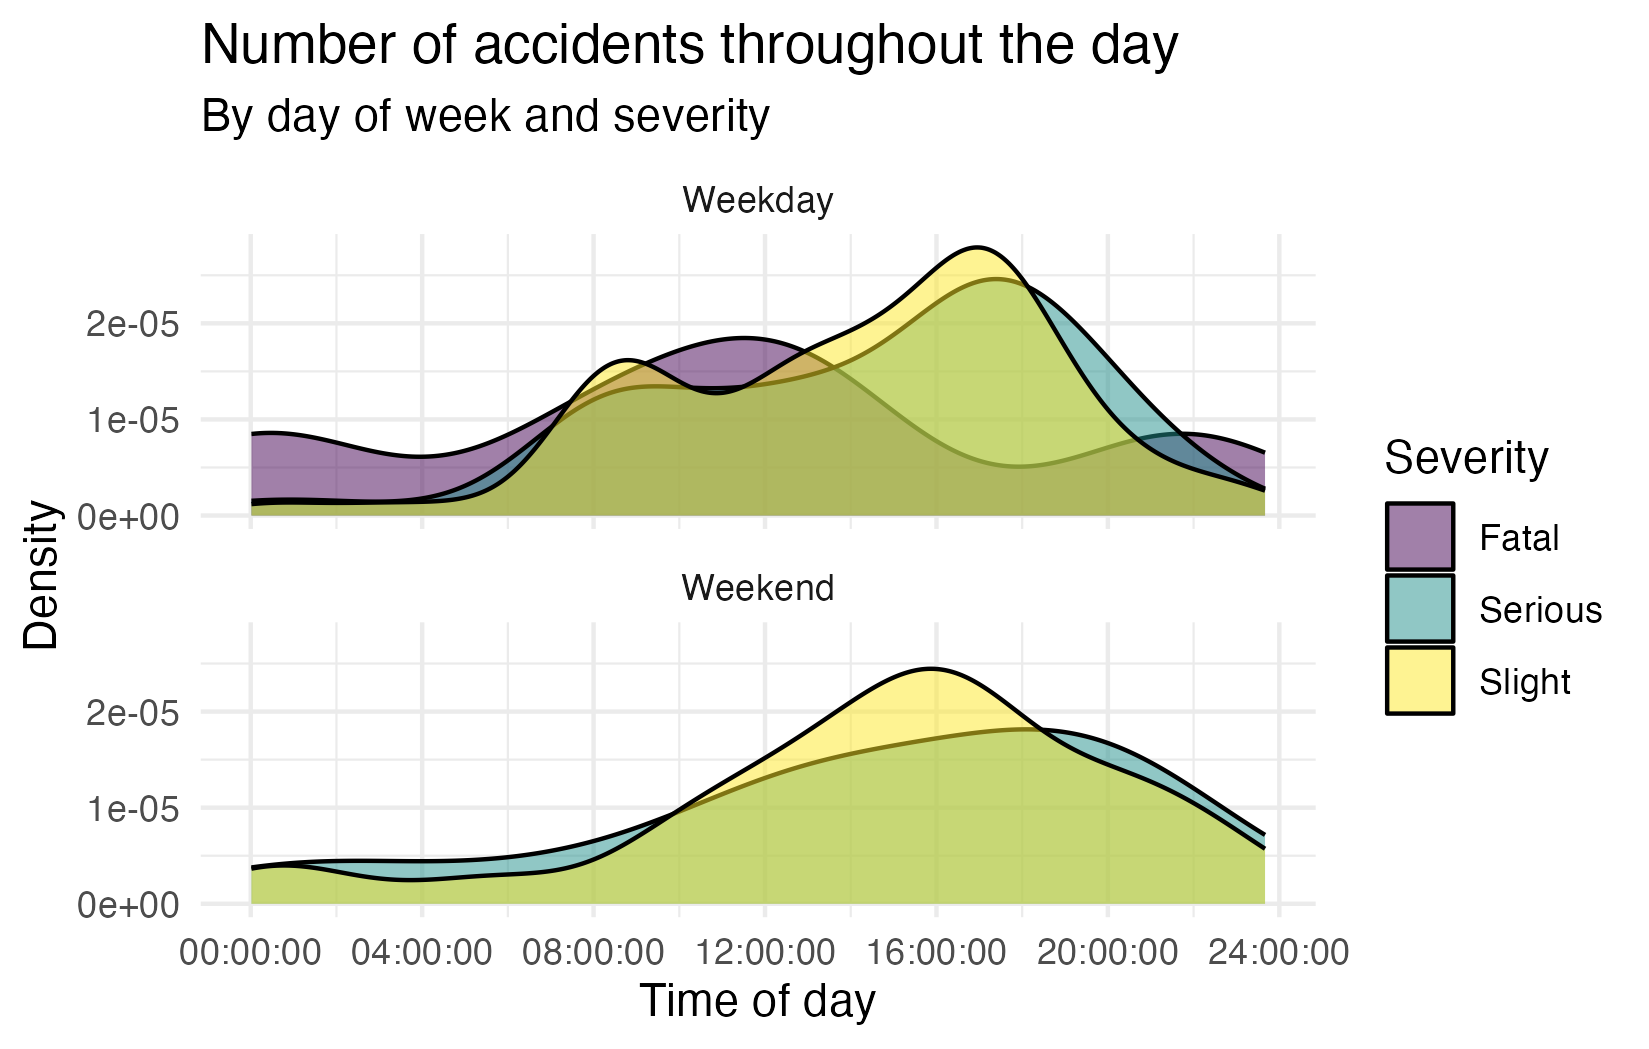 Number of accidents throughout the day
By day of week and severity
Weekday
2e-05
1e-05
0e+00
Weekend
2e-05
1e-05
0e+00
00:00:00 04:00:00 08:00:00 12:00:00 16:00:00 20:00:00 24:00:00
Time of day
Density
Severity
Fatal
Serious
Slight